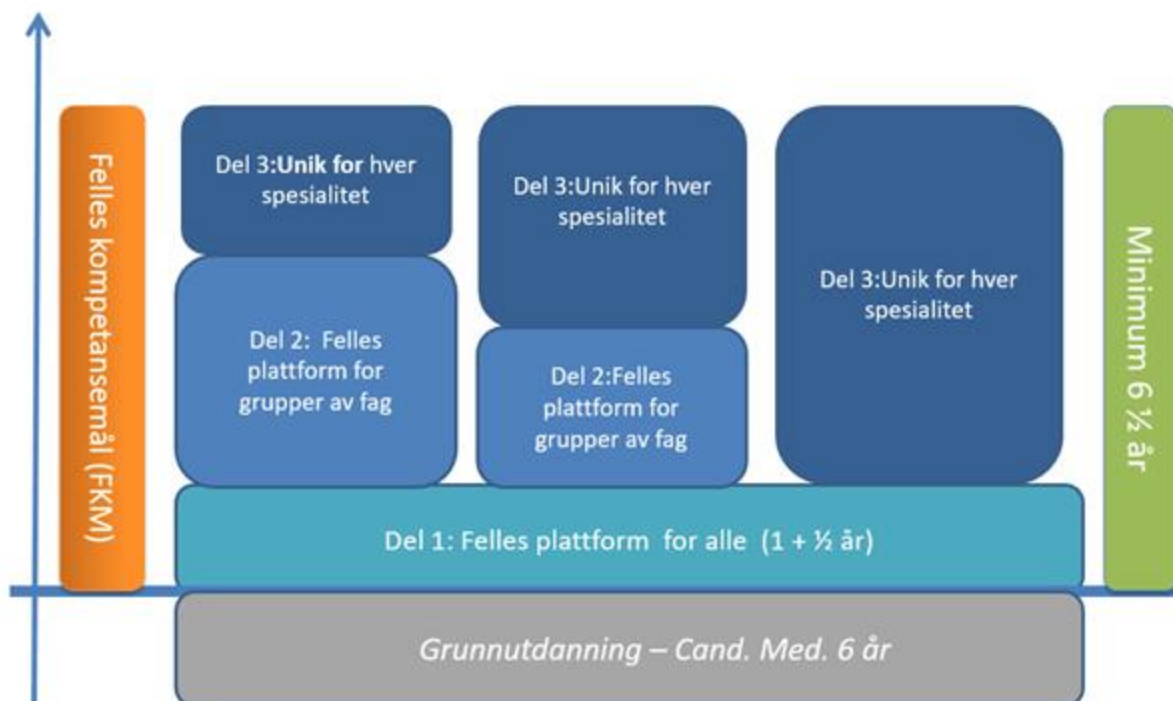 Felles kompetansemål (FKM)
Del 3:Unik for hver
spesialitet
Del 2:  Felles
plattform for
grupper av fag
Del 3:Unik for hver
spesialitet
Del 2:Felles
plattform for
grupper av fag
Del 3:Unik for hver
spesialitet
Minimum 6 ½ år
Del 1: Felles plattform  for alle  (1 + ½ år)
Grunnutdanning – Cand. Med. 6 år